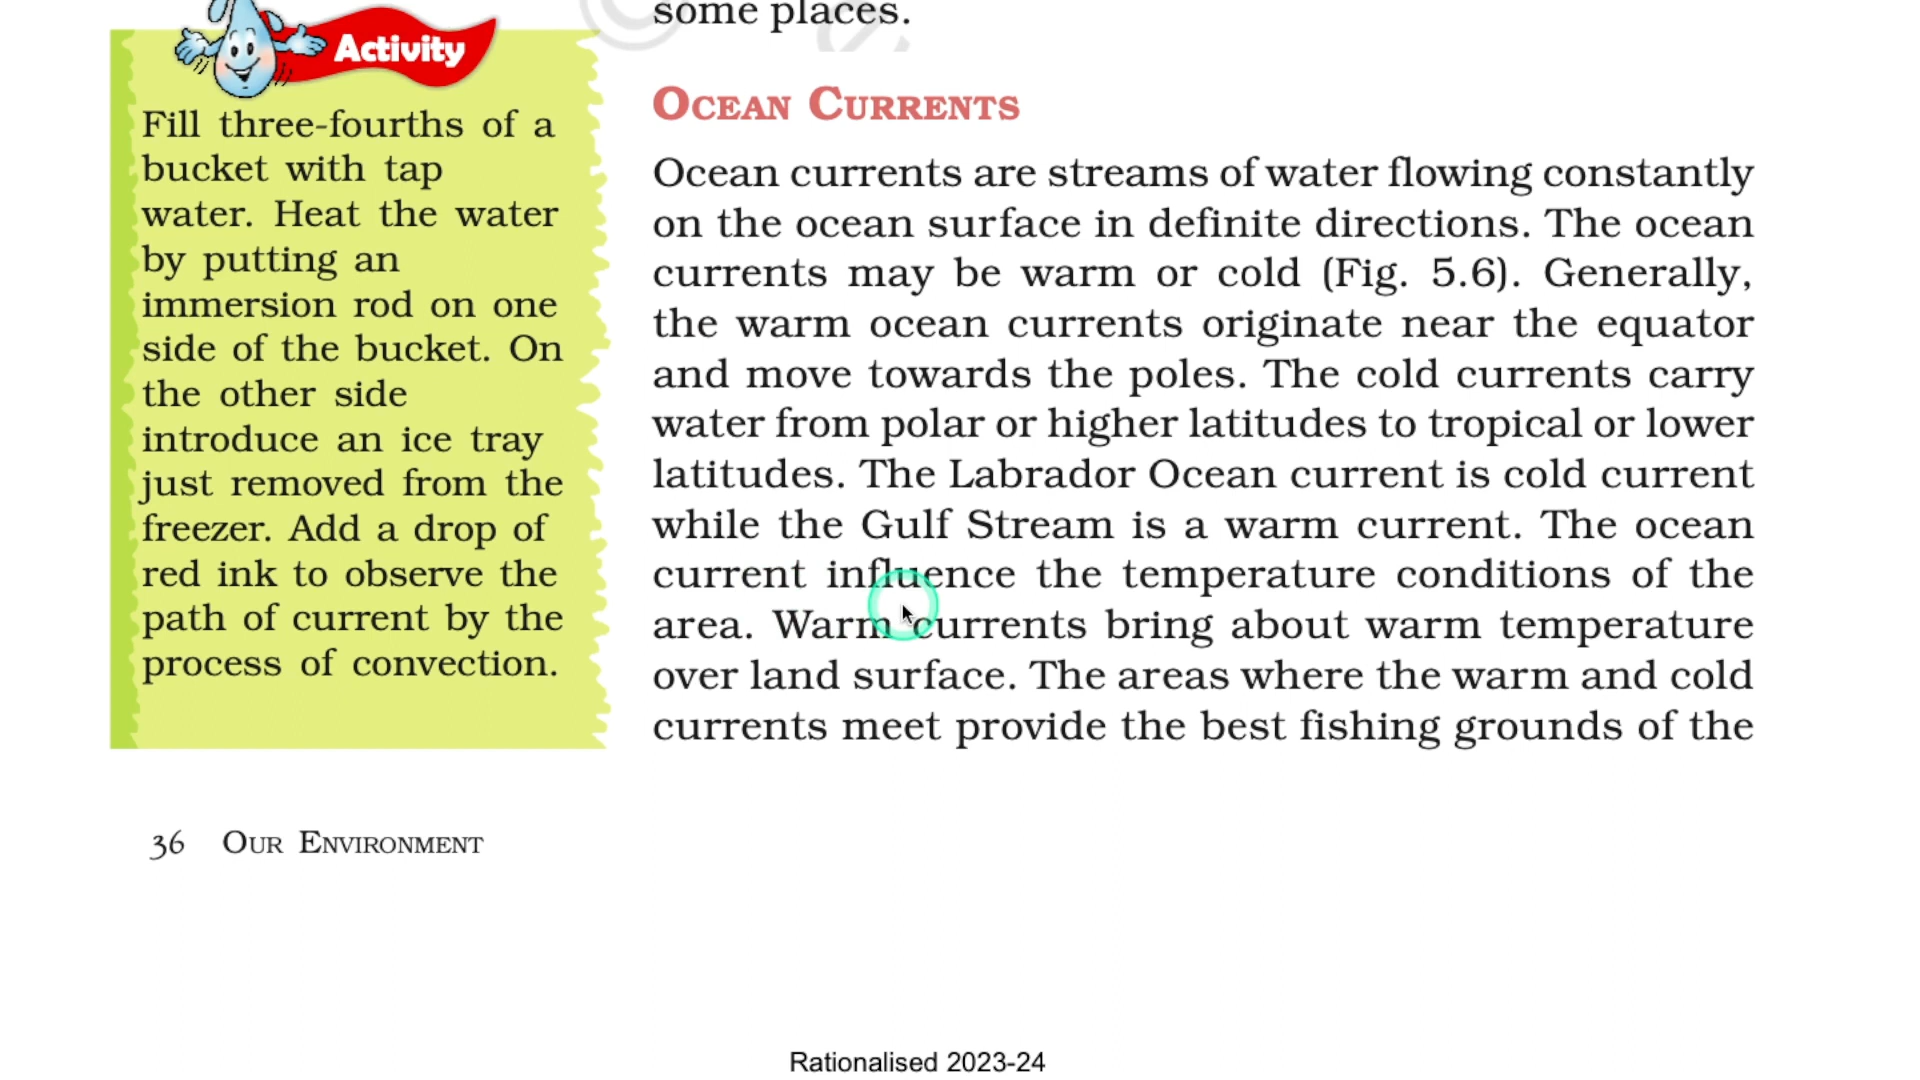 some places.
Activity
Fill three-fourths of a
bucket with tap
water. Heat the water
by putting an
immersion rod on one
side of the bucket. On
the other side
introduce an ice tray
just removed from the
freezer. Add a drop of
red ink to observe the
path of current by the
process of convection.
OCEAN CURRENTS
Ocean currents are streams of water flowing constantly
on the ocean surface in definite directions. The ocean
currents may be warm or cold (Fig. 5.6). Generally,
the warm ocean currents originate near the equator
and move towards the poles. The cold currents carry
water from polar or higher latitudes to tropical or lower
latitudes. The Labrador Ocean current is cold current
while the Gulf Stream is a warm current. The ocean
current influence the temperature conditions of the
area. Warm currents bring about warm temperature
over land surface. The areas where the warm and cold
currents meet provide the best fishing grounds of the
36 OUR ENVIRONMENT
Rationalised 2023-24